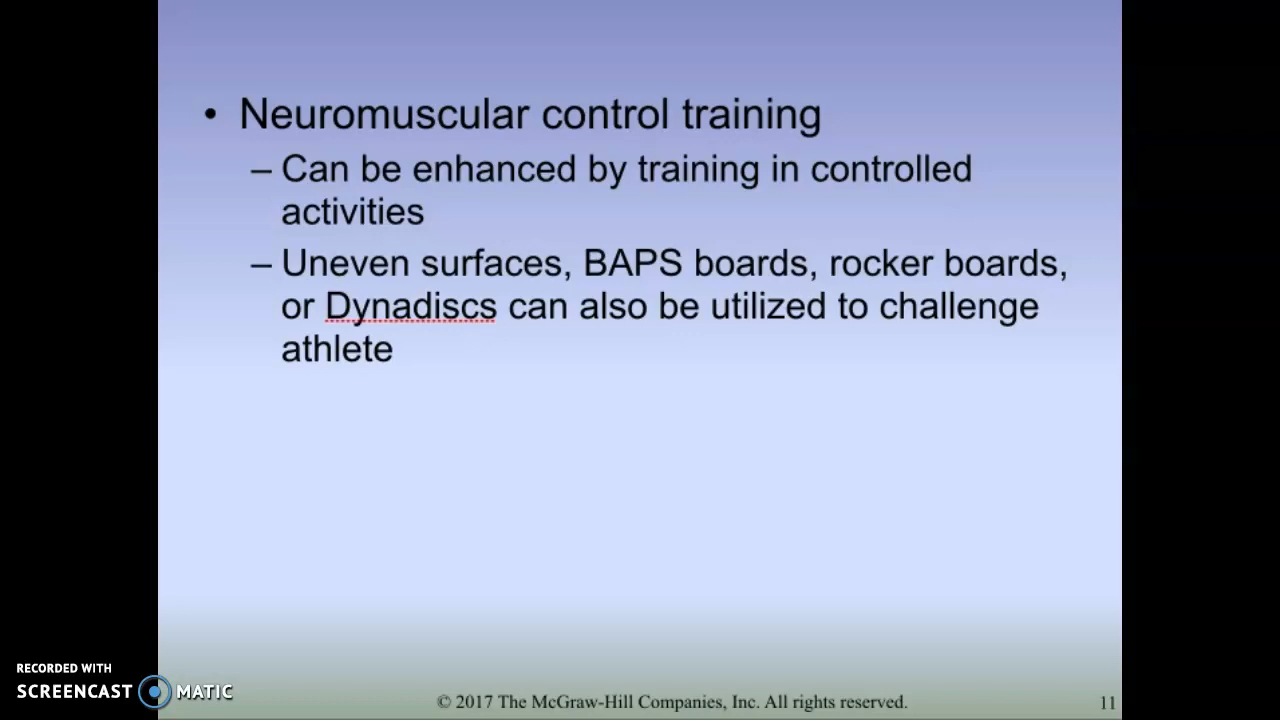 • Neuromuscular control training
– Can be enhanced by training in controlled
activities
– Uneven surfaces, BAPS boards, rocker boards,
or Dynadiscs can also be utilized to challenge
athlete
RECORDED WITH
SCREENCAST MATIC
© 2017 The McGraw-Hill Companies, Inc. All rights reserved.
11